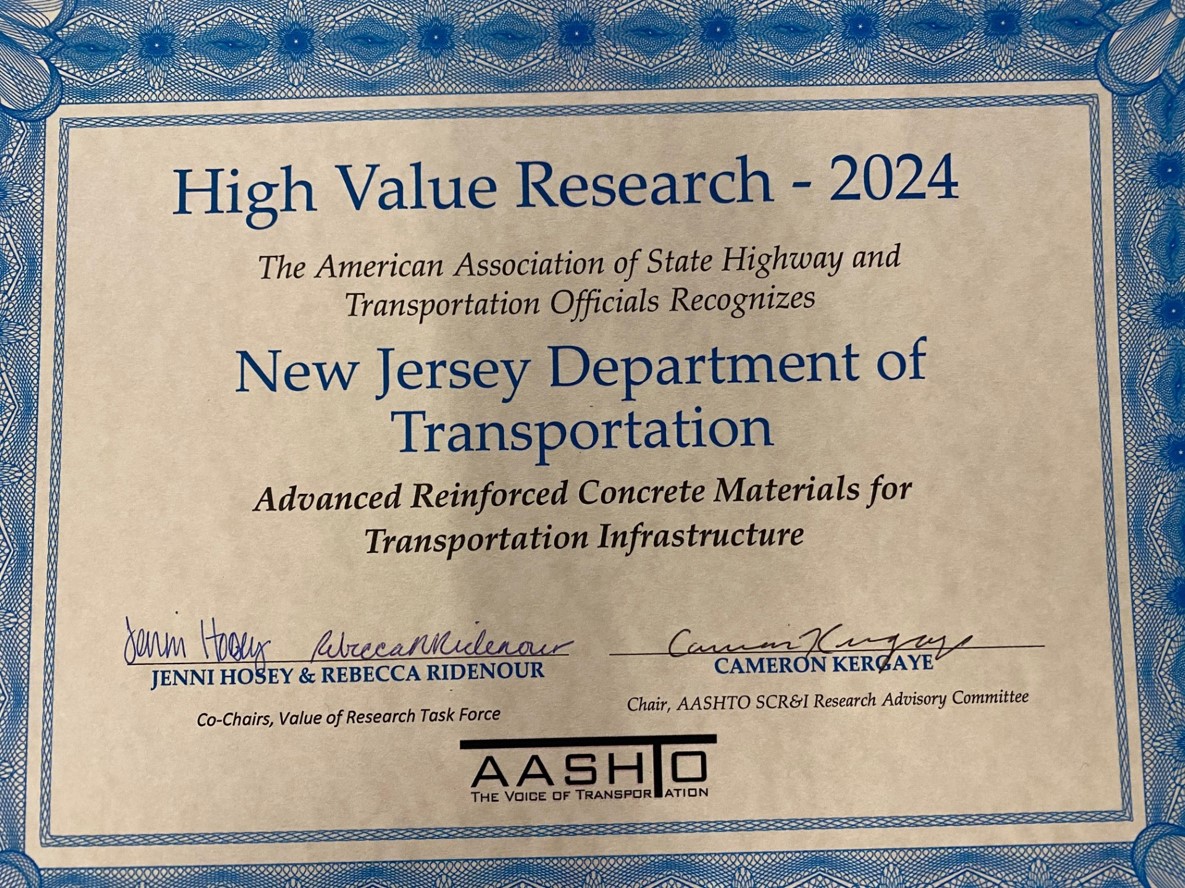 High Value Research - 2024
The American Association of State Highway and
Transportation Officials Recognizes
New Jersey Department of
Transportation
Advanced Reinforced Concrete Materials for
Transportation Infrastructure
Jenni Hosey Rebecca R Ridenour
Cameron Kergaye
JENNI HOSEY & REBECCA RIDENOUR
CAMERON KERGAYE
Co-Chairs, Value of Research Task Force
Chair, AASHTO SCR&I Research Advisory Committee
AASHTO
THE VOICE OF TRANSPORTATION